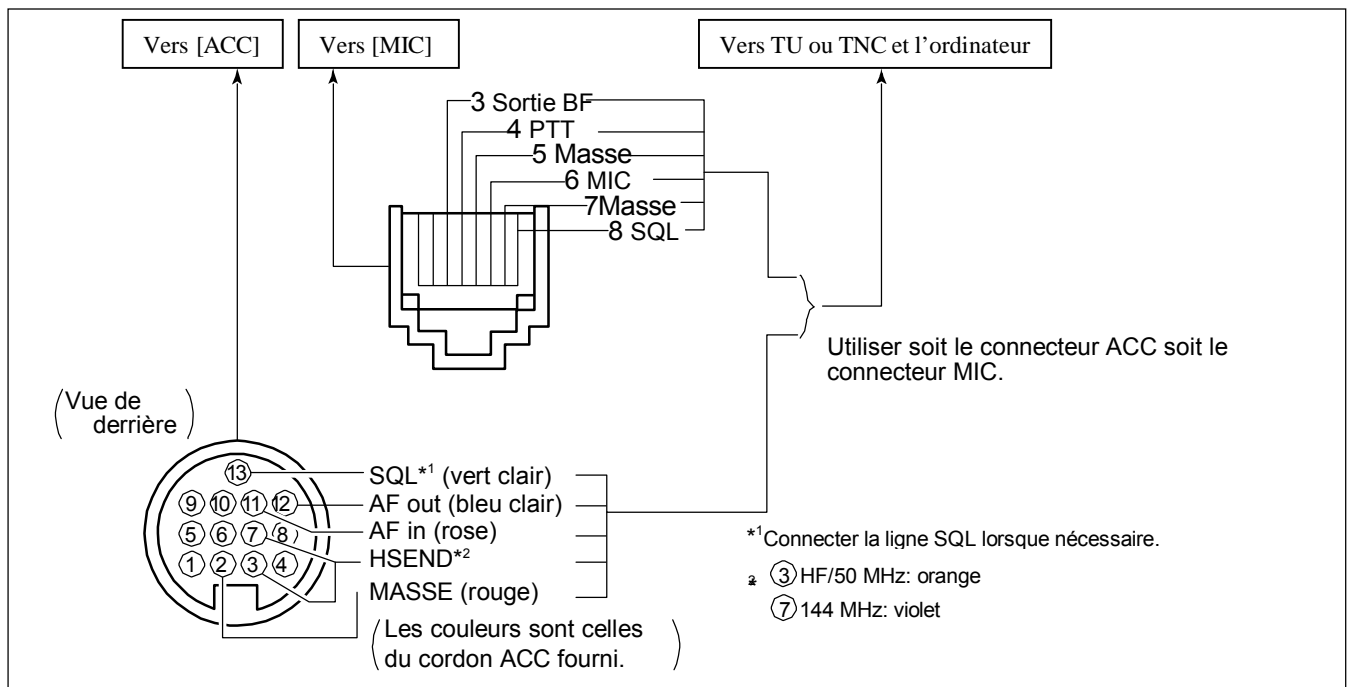 Vers [ACC]
Vers [MIC]
Vers TU ou TNC et l'ordinateur
3 Sortie BF
4 PTT
5 Masse
6 MIC
7Masse
8 SQL
Utiliser soit le connecteur ACC soit le
connecteur MIC.
(Vue de
derrière)
13
9 10 11 12
5 6 7 8
1 2 3 4
SQL*1 (vert clair)
AF out (bleu clair)
AF in (rose)
HSEND*2
MASSE (rouge)
(Les couleurs sont celles
du cordon ACC fourni.)
*1Connecter la ligne SQL lorsque nécessaire.
*2 3 HF/50 MHz: orange
7 144 MHz: violet